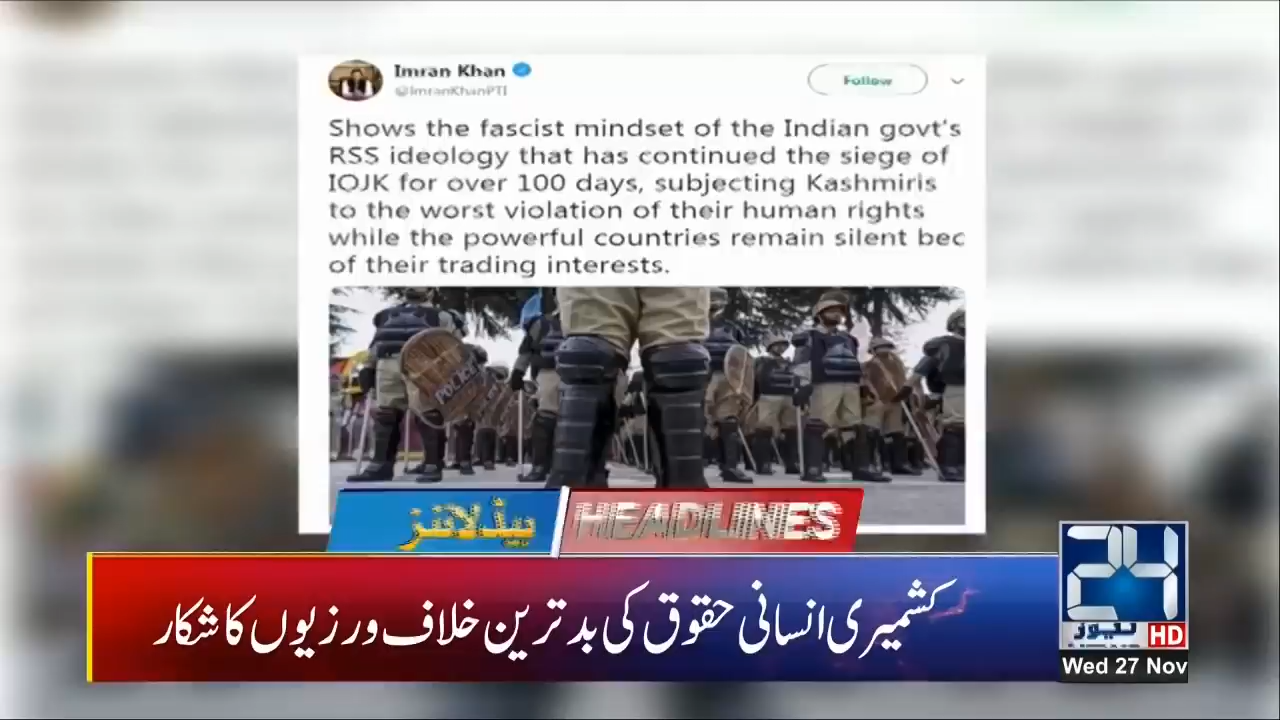 Imran Khan
@ImranKhanPTI
Follow
Shows the fascist mindset of the Indian govt's
RSS ideology that has continued the siege of
IOJK for over 100 days, subjecting Kashmiris
to the worst violation of their human rights
while the powerful countries remain silent bec
of their trading interests.
POLICE
ہیڈلائنز
HEADLINES
کشمیری انسانی حقوق کی بدترین خلاف ورزیوں کا شکار
24
نیوز
HD
Wed 27 Nov